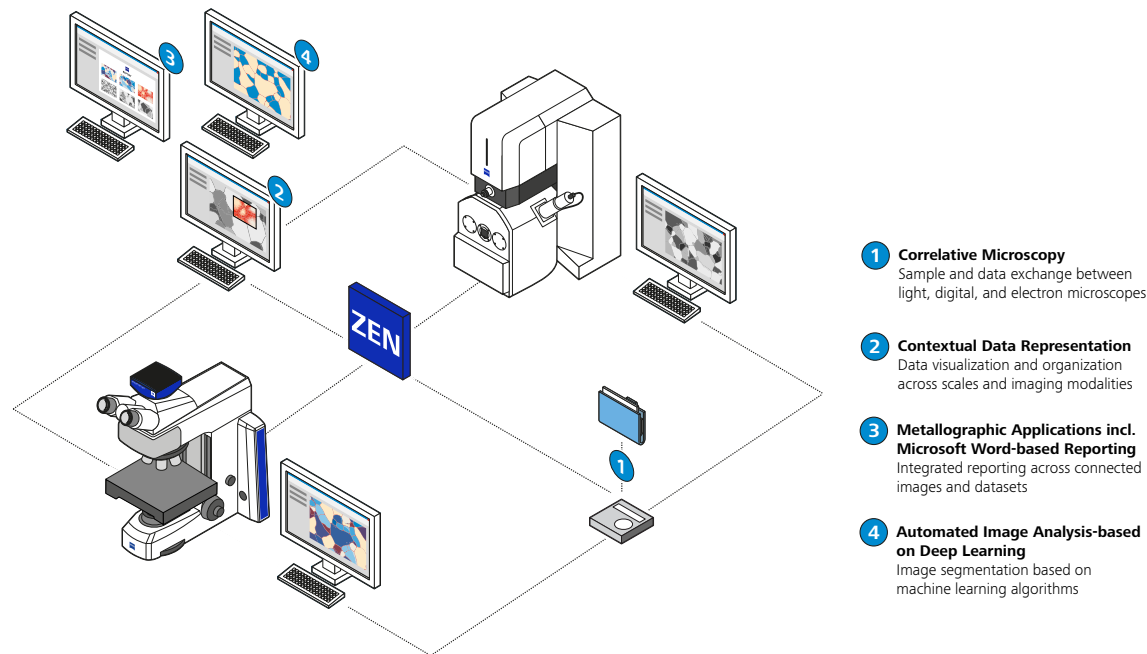 3
4
2
ZEN
1
1
Correlative Microscopy
Sample and data exchange between
light, digital, and electron microscopes
2
Contextual Data Representation
Data visualization and organization
across scales and imaging modalities
3
Metallographic Applications incl.
Microsoft Word-based Reporting
Integrated reporting across connected
images and datasets
4
Automated Image Analysis-based
on Deep Learning
Image segmentation based on
machine learning algorithms